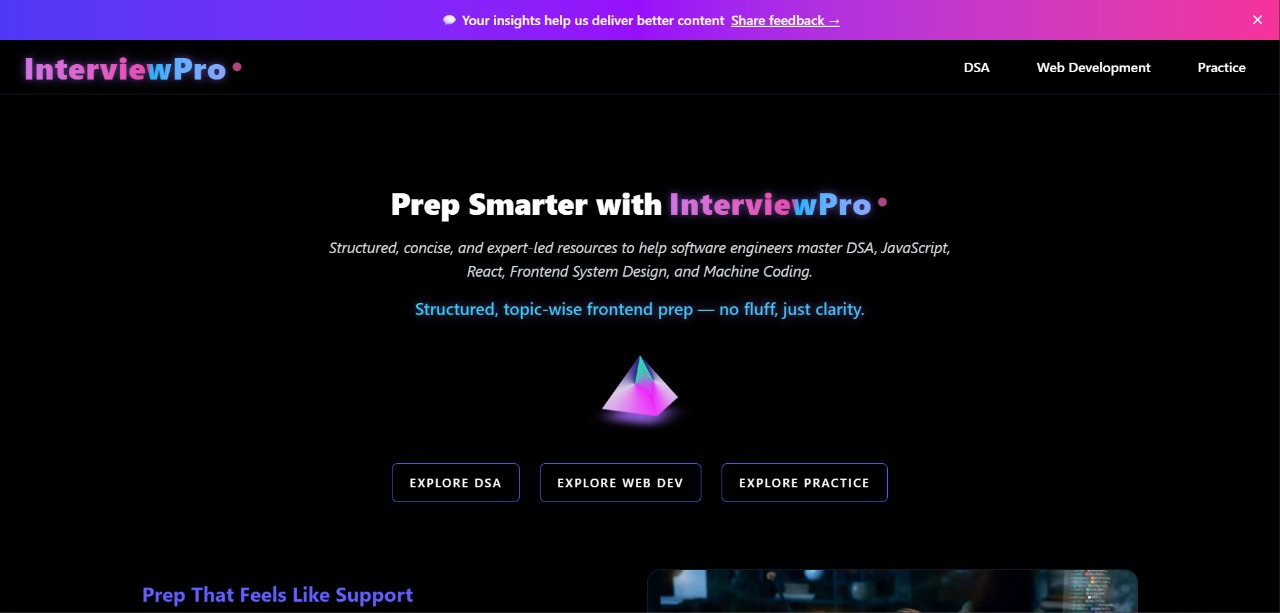 💬 Your insights help us deliver better content Share feedback → ✕
InterviewPro
DSA Web Development Practice
Prep Smarter with InterviewPro
Structured, concise, and expert-led resources to help software engineers master DSA, JavaScript,
React, Frontend System Design, and Machine Coding.
Structured, topic-wise frontend prep — no fluff, just clarity.
EXPLORE DSA EXPLORE WEB DEV EXPLORE PRACTICE
Prep That Feels Like Support